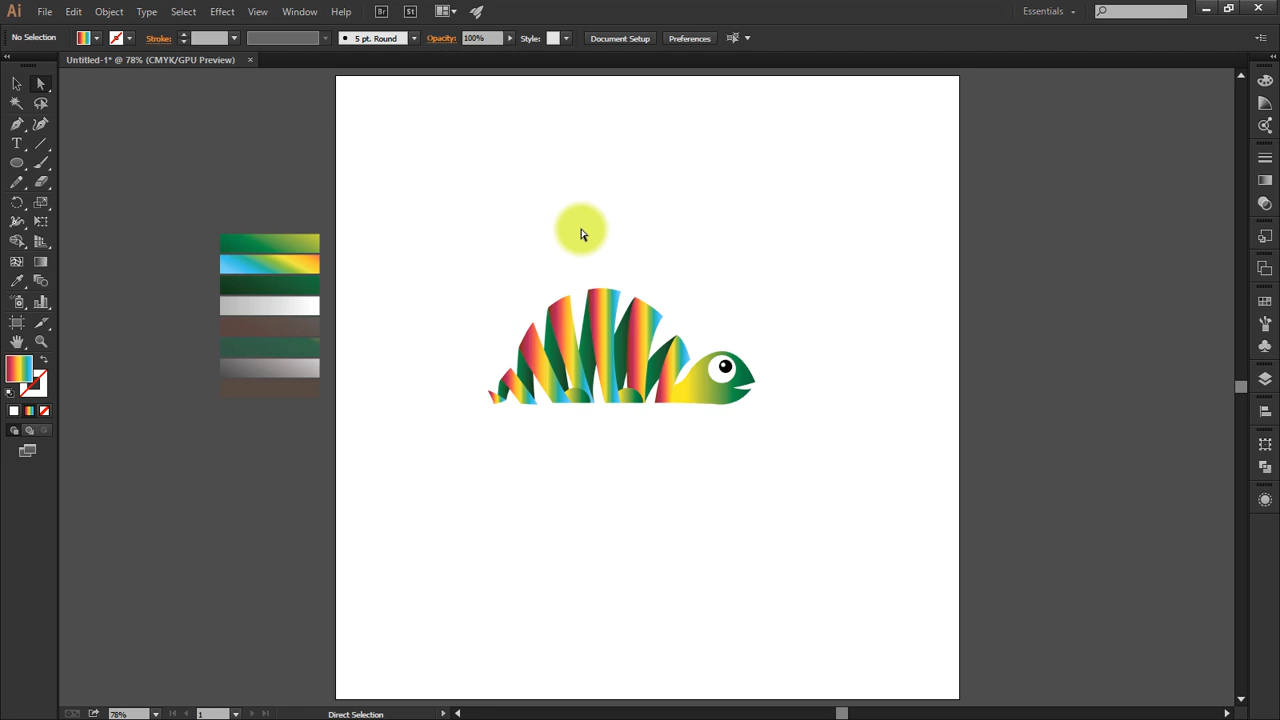 Ai File Edit Object Type Select Effect View Window Help Br St Essentials
No Selection Stroke: 5 pt. Round Opacity: 100% Style: Document Setup Preferences
Untitled-1* @ 78% (CMYK/GPU Preview)
T
78% 1 Direct Selection